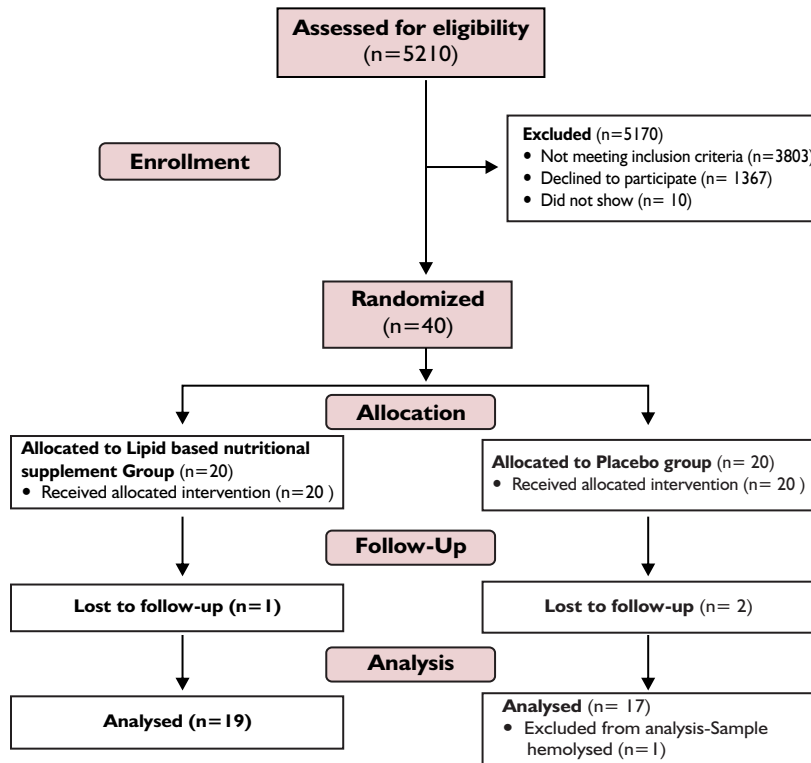 Assessed for eligibility
(n=5210)
Enrollment
Excluded (n=5170)
• Not meeting inclusion criteria (n=3803)
• Declined to participate (n= 1367)
• Did not show (n= 10)
Randomized
(n=40)
Allocation
Allocated to Lipid based nutritional
supplement Group (n=20)
• Received allocated intervention (n=20 )
Allocated to Placebo group (n= 20)
• Received allocated intervention (n= 20 )
Follow-Up
Lost to follow-up (n=1)
Lost to follow-up (n= 2)
Analysis
Analysed (n=19)
Analysed (n= 17)
• Excluded from analysis-Sample
hemolysed (n=1)